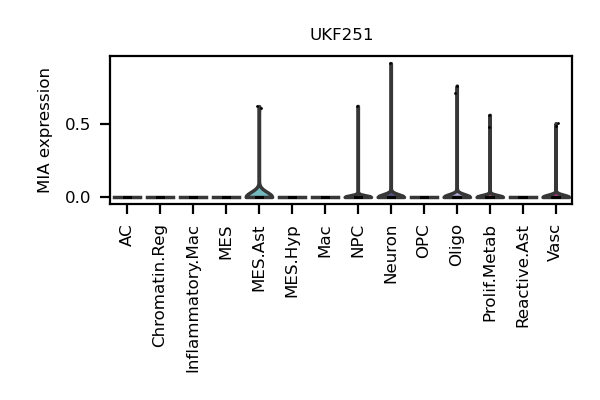 UKF251
MIA expression
0.5
0.0
AC
Chromatin.Reg
Inflammatory.Mac
MES
MES.Ast
MES.Hyp
Mac
NPC
Neuron
OPC
Oligo
Prolif.Metab
Reactive.Ast
Vasc